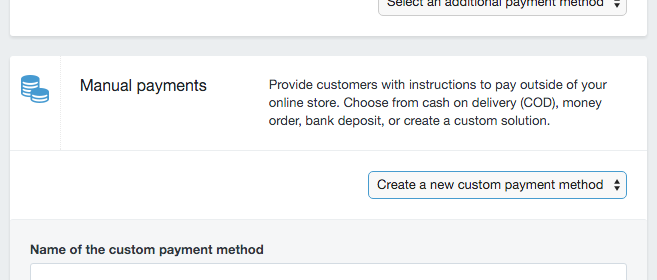 Select an additional payment method
Manual payments
Provide customers with instructions to pay outside of your
online store. Choose from cash on delivery (COD), money
order, bank deposit, or create a custom solution.
Create a new custom payment method
Name of the custom payment method